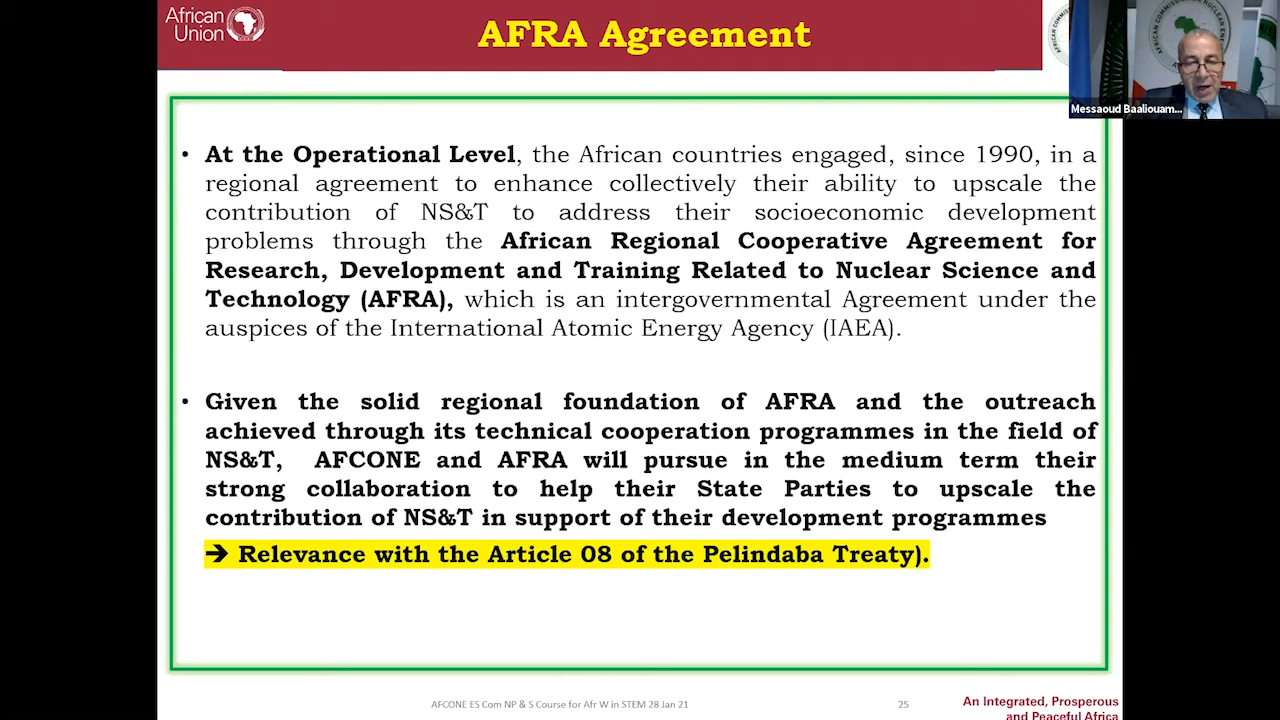 African
Union
AFRA Agreement
Messaoud Baaliouam...
• At the Operational Level, the African countries engaged, since 1990, in a
regional agreement to enhance collectively their ability to upscale the
contribution of NS&T to address their socioeconomic development
problems through the African Regional Cooperative Agreement for
Research, Development and Training Related to Nuclear Science and
Technology (AFRA), which is an intergovernmental Agreement under the
auspices of the International Atomic Energy Agency (IAEA).
• Given the solid regional foundation of AFRA and the outreach
achieved through its technical cooperation programmes in the field of
NS&T, AFCONE and AFRA will pursue in the medium term their
strong collaboration to help their State Parties to upscale the
contribution of NS&T in support of their development programmes
➔ Relevance with the Article 08 of the Pelindaba Treaty).
AFCONE ES Com NP & S Course for Afr W in STEM 28 Jan 21
25
An Integrated, Prosperous
and Peaceful Africa